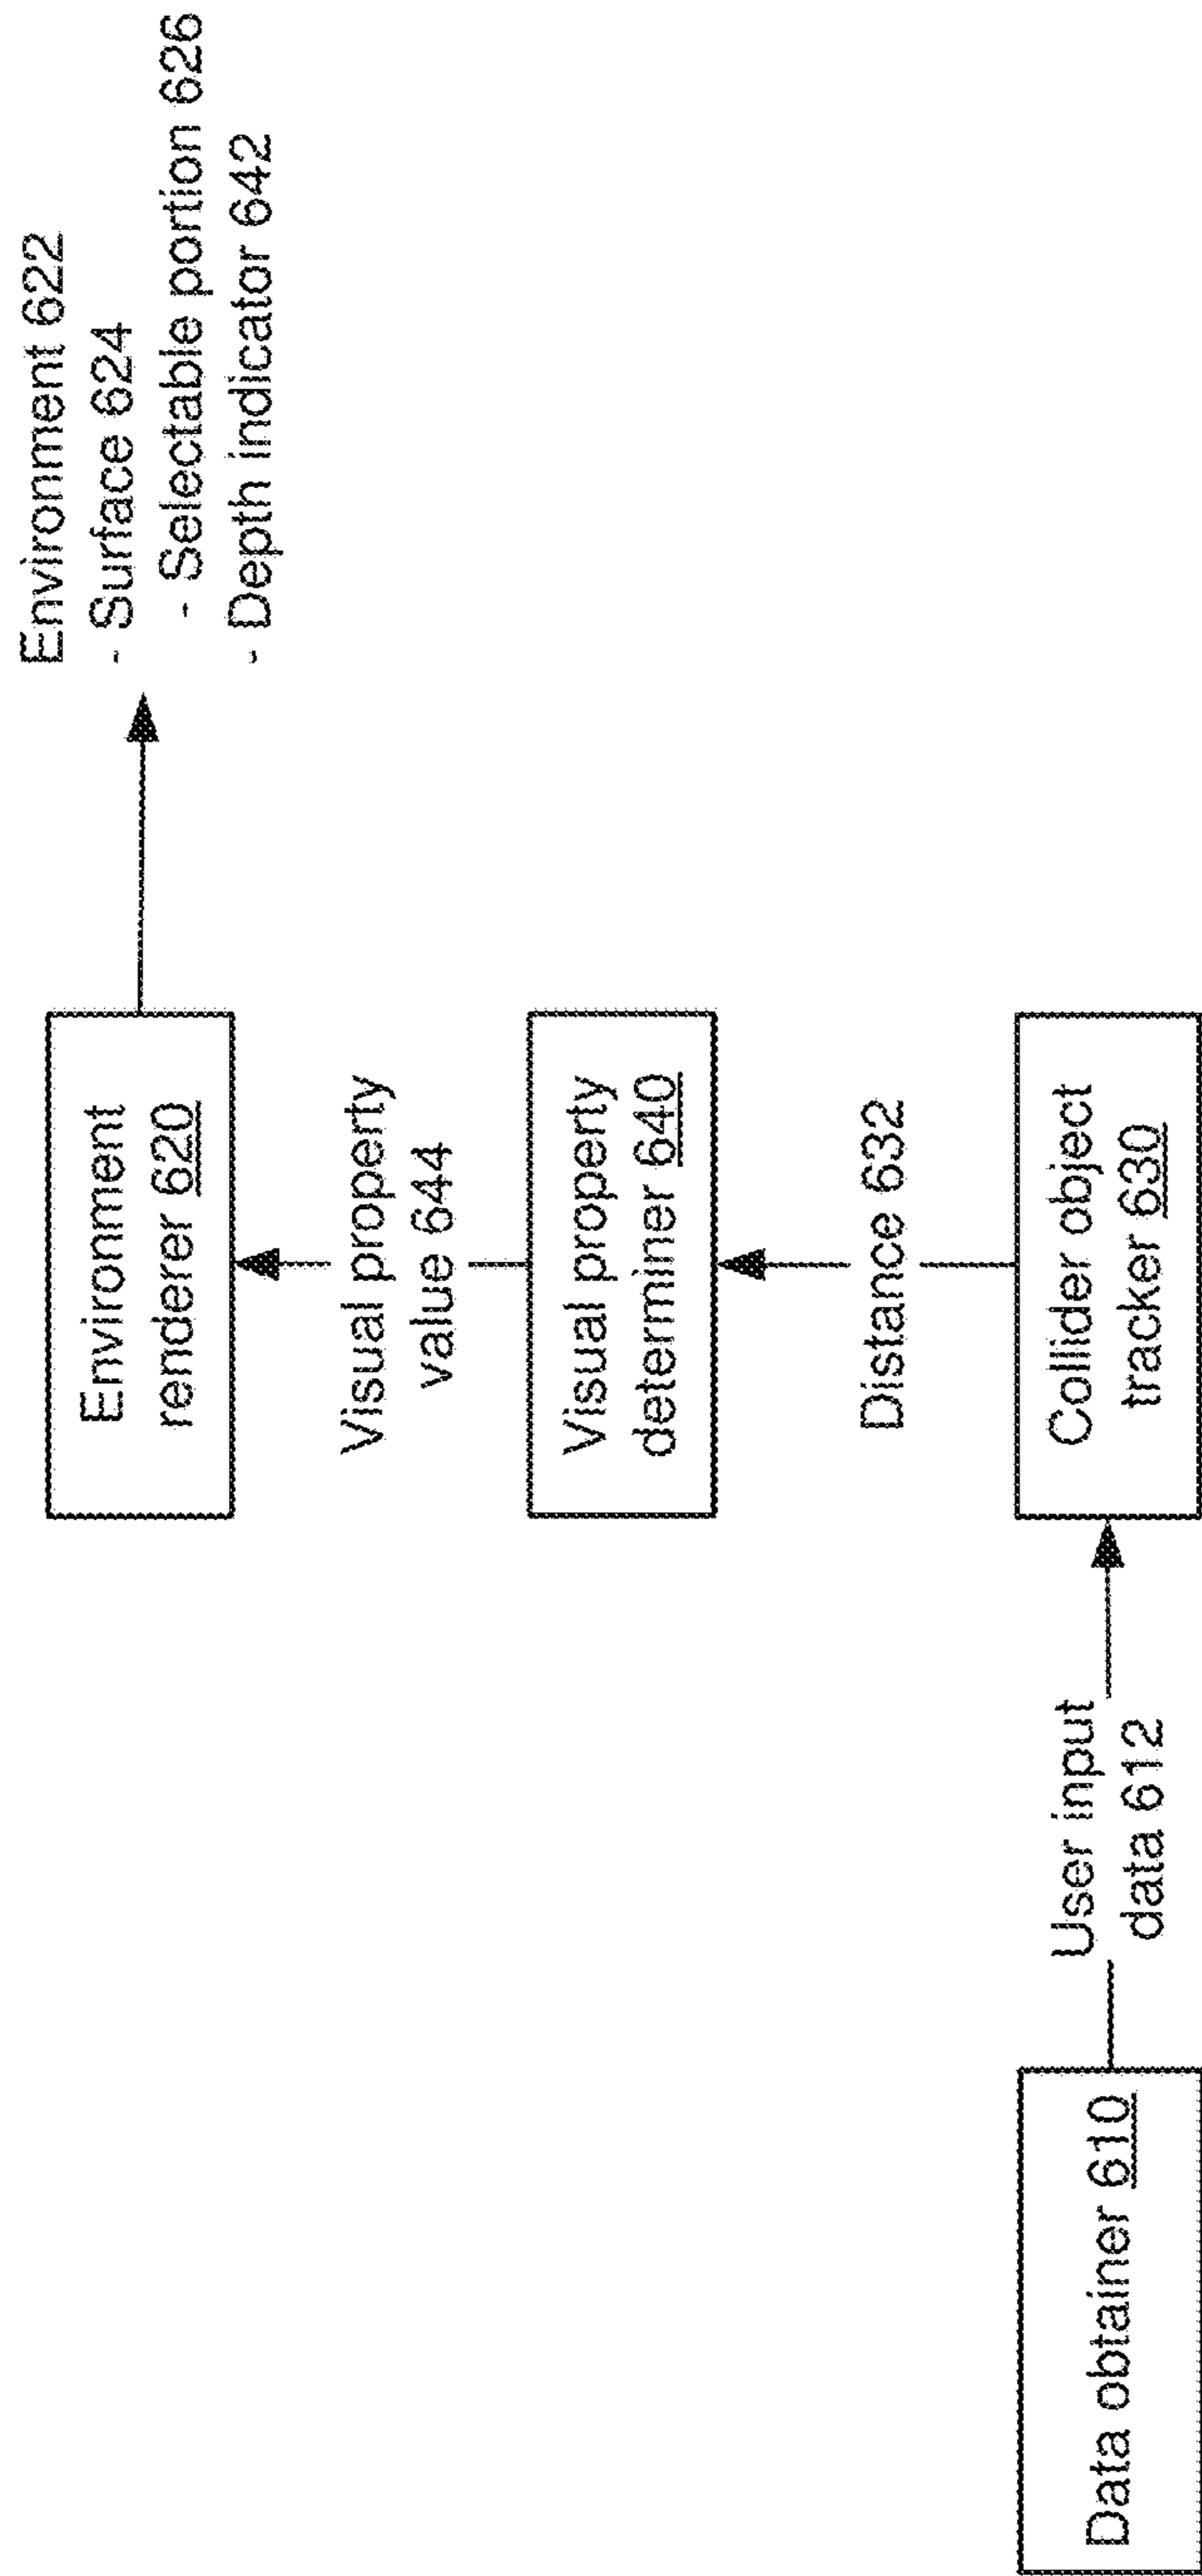 Environment 622
- Surface 624
- Selectable portion 626
- Depth indicator 642
Environment
renderer 620
Visual property
value 644
Visual property
determiner 640
Distance 632
Data obtainer 610
User input
data 612
Collider object
tracker 630